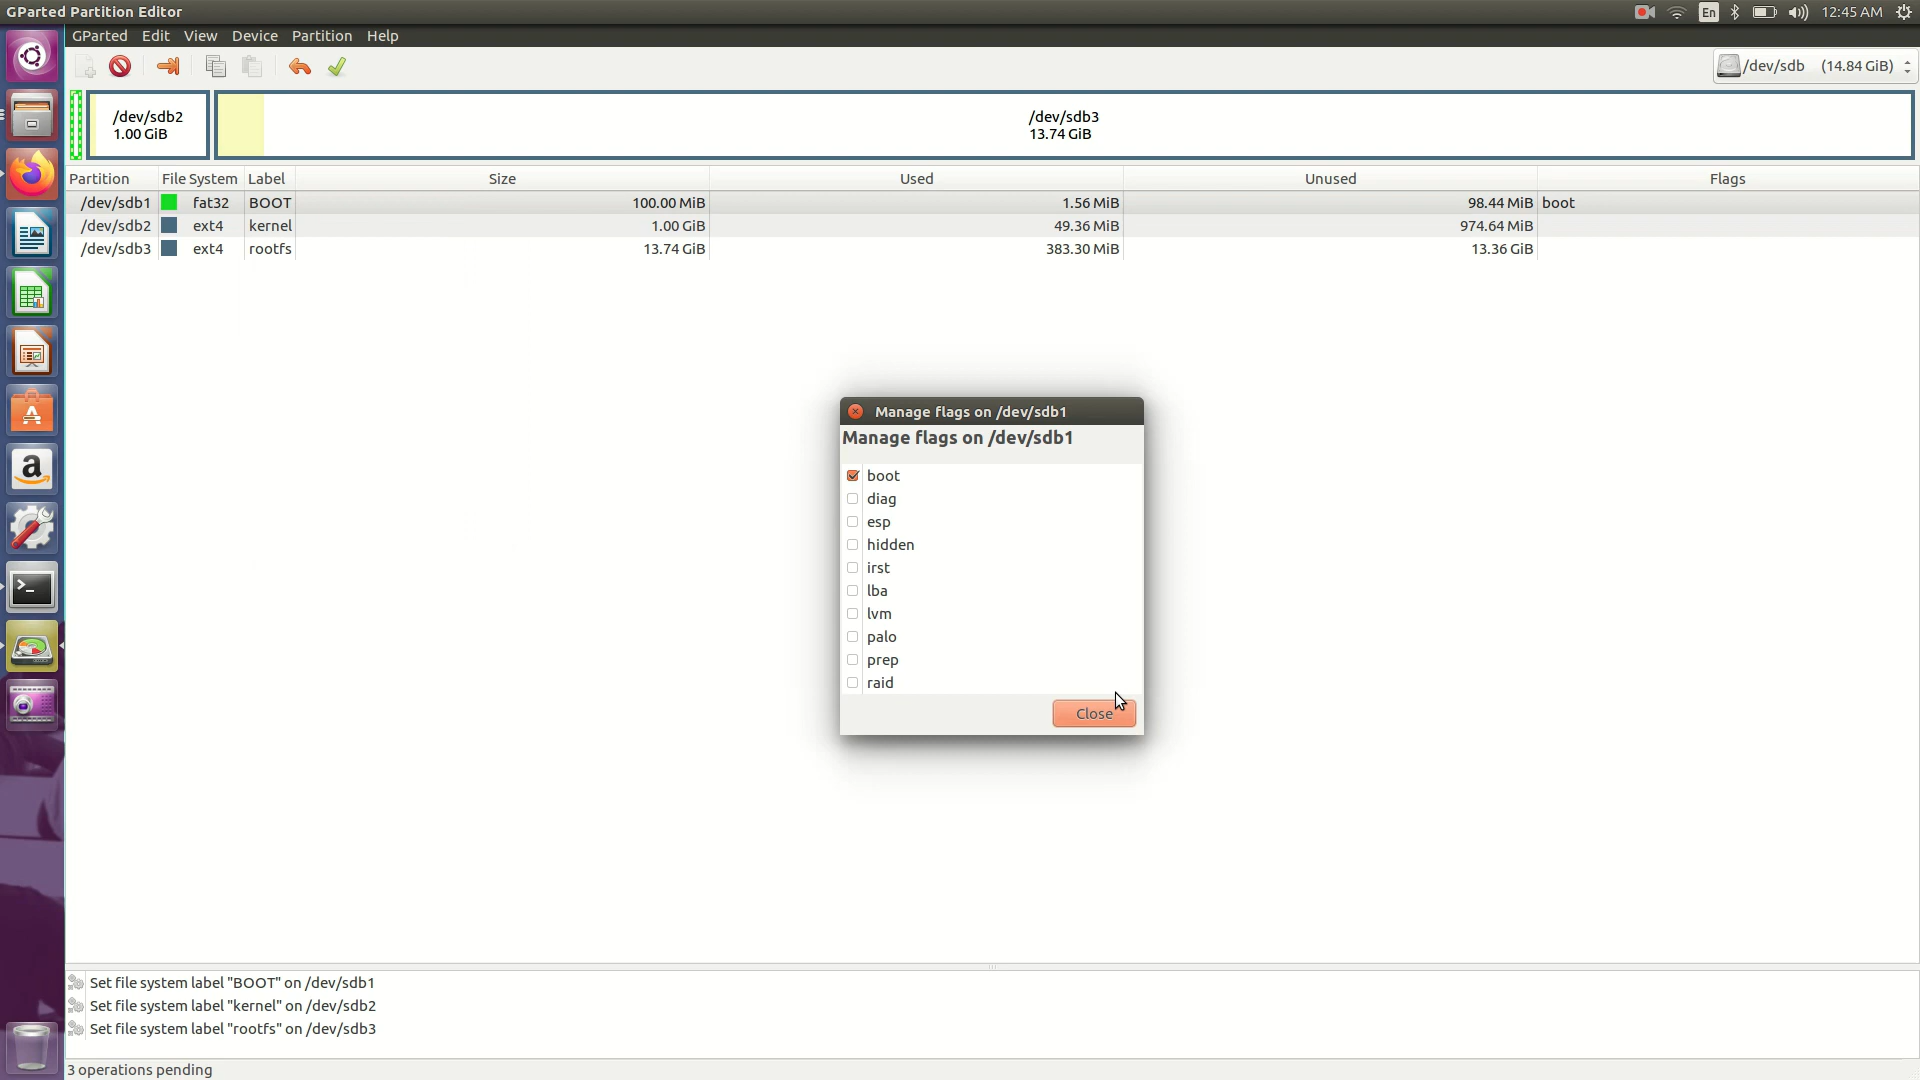 GParted Partition Editor
En
12:45 AM
GParted Edit View Device Partition Help
/dev/sdb (14.84 GiB)
/dev/sdb2
1.00 GiB
/dev/sdb3
13.74 GiB
Partition File System Label Size Used Unused Flags
/dev/sdb1 fat32 BOOT 100.00 MiB 1.56 MiB 98.44 MiB boot
/dev/sdb2 ext4 kernel 1.00 GiB 49.36 MiB 974.64 MiB
/dev/sdb3 ext4 rootfs 13.74 GiB 383.30 MiB 13.36 GiB
Manage flags on /dev/sdb1
Manage flags on /dev/sdb1
boot
diag
esp
hidden
irst
lba
lvm
palo
prep
raid
Close
Set file system label "BOOT" on /dev/sdb1
Set file system label "kernel" on /dev/sdb2
Set file system label "rootfs" on /dev/sdb3
3 operations pending